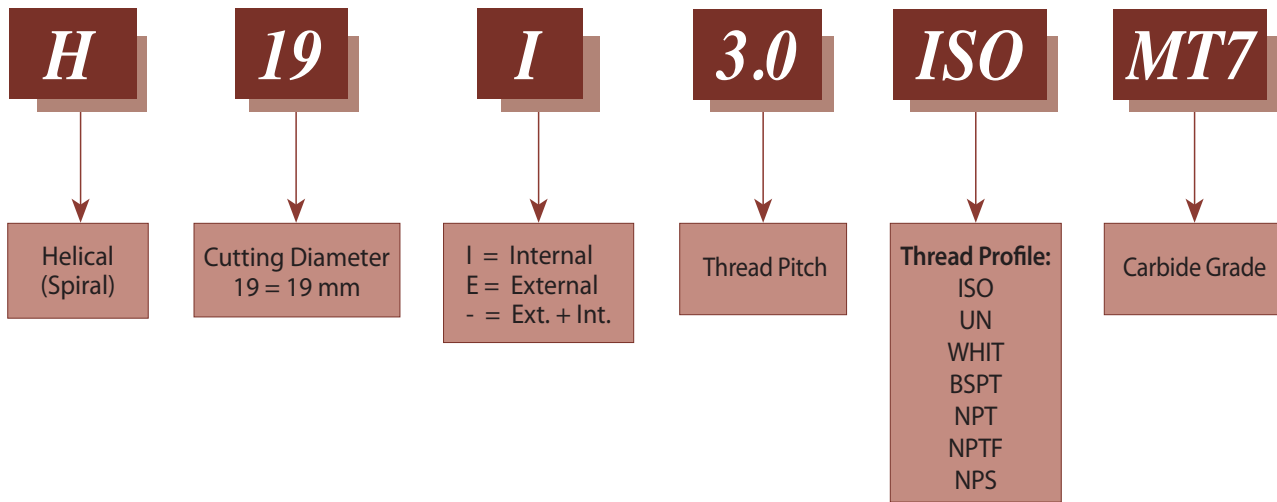 H
19
I
3.0
ISO
MT7
Helical
(Spiral)
Cutting Diameter
19 = 19 mm
I = Internal
E = External
- = Ext. + Int.
Thread Pitch
Thread Profile:
ISO
UN
WHIT
BSPT
NPT
NPTF
NPS
Carbide Grade